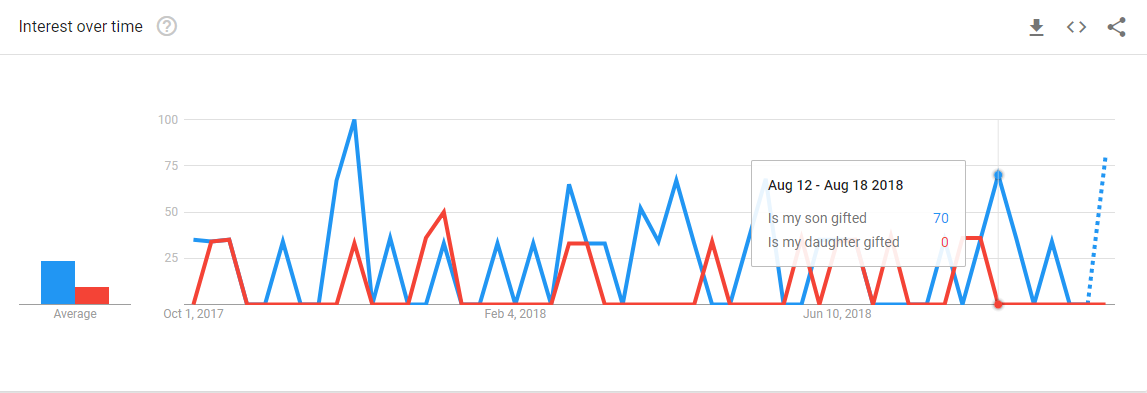 Interest over time ?
100
75
50
25
Average
Oct 1, 2017
Feb 4, 2018
Jun 10, 2018
Aug 12 - Aug 18 2018
Is my son gifted 70
Is my daughter gifted 0